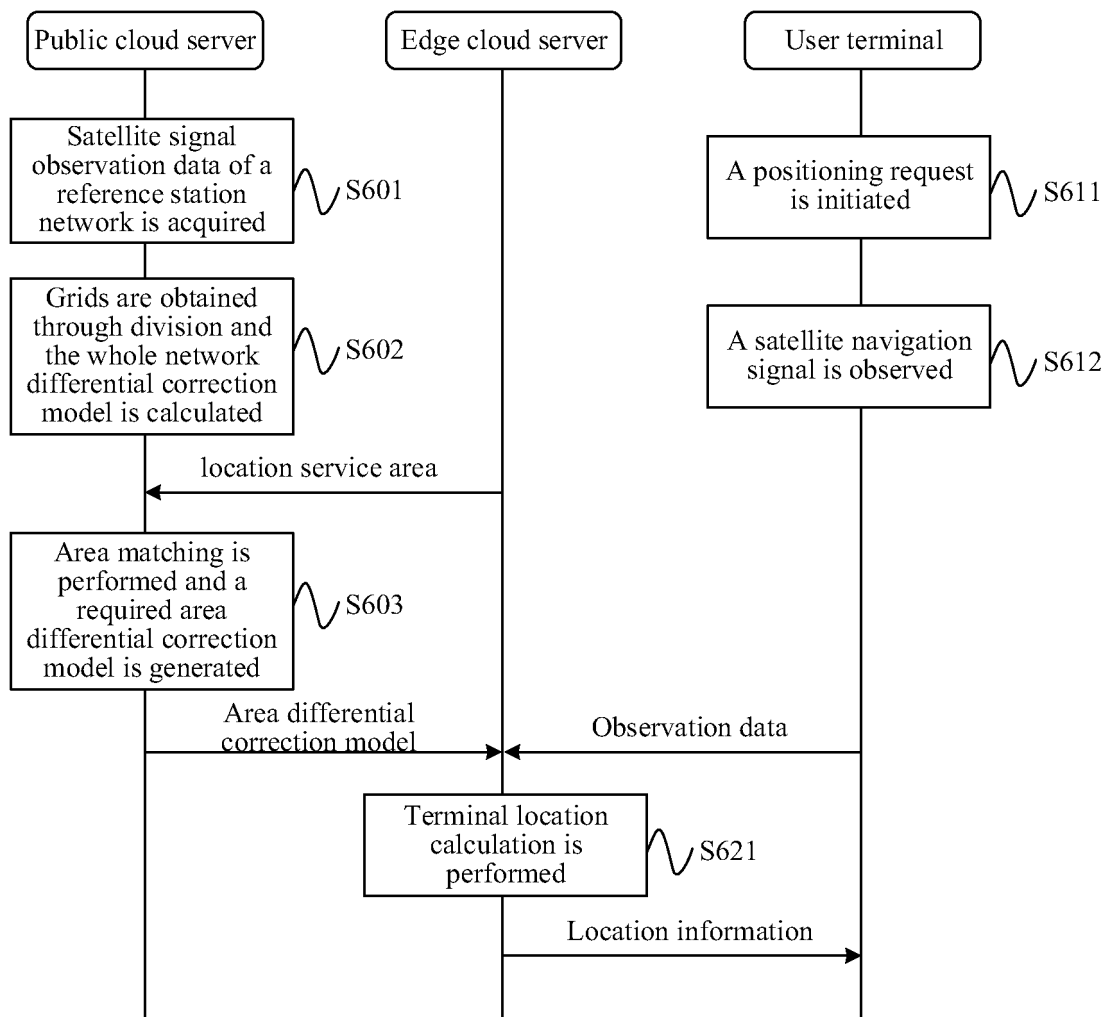 Public cloud server
Edge cloud server
User terminal
Satellite signal
observation data of a
reference station
network is acquired
S601
A positioning request
is initiated
S611
Grids are obtained
through division and
the whole network
differential correction
model is calculated
S602
A satellite navigation
signal is observed
S612
location service area
Area matching is
performed and a
required area
differential correction
model is generated
S603
Area differential
correction model
Observation data
Terminal location
calculation is
performed
S621
Location information